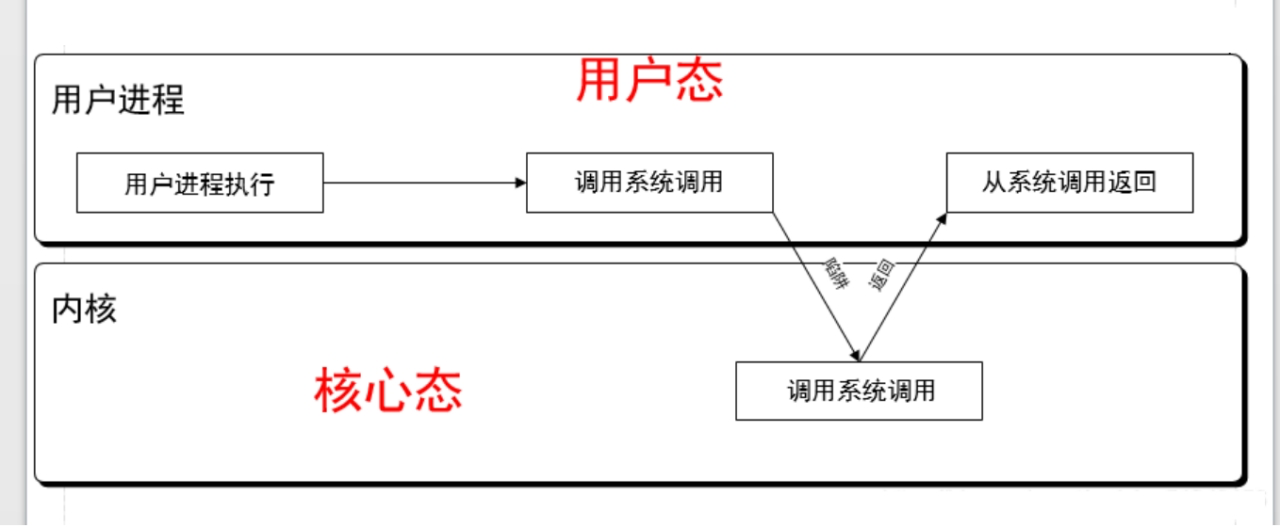 用户态
用户进程
用户进程执行
调用系统调用
从系统调用返回
陷阱
返回
内核
核心态
调用系统调用